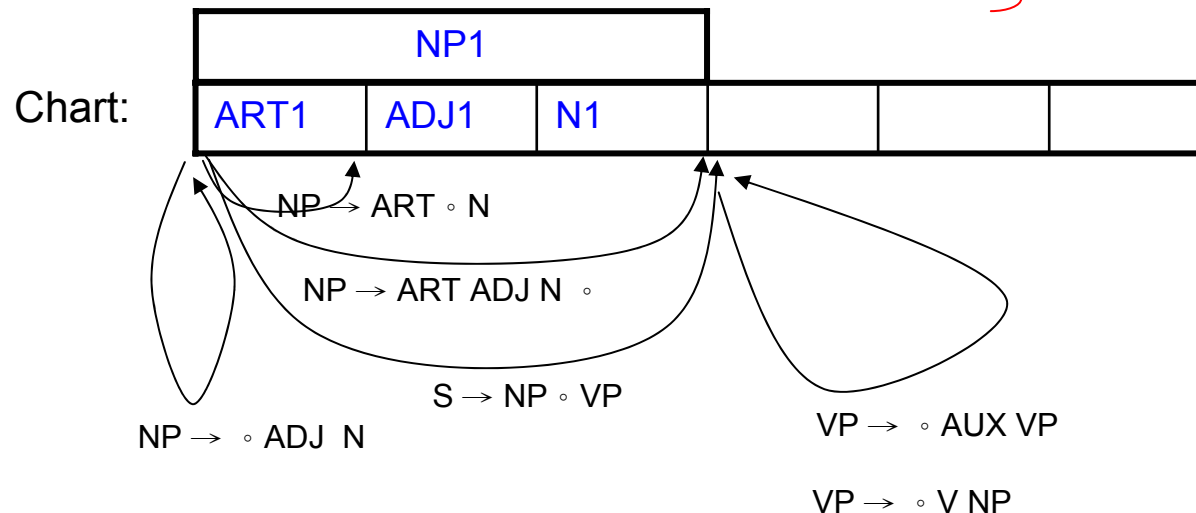 NP1
Chart:
ART1 ADJ1 N1
NP → ART ◦ N
NP → ART ADJ N ◦
S → NP ◦ VP
VP → ◦ AUX VP
NP → ◦ ADJ N
VP → ◦ V NP